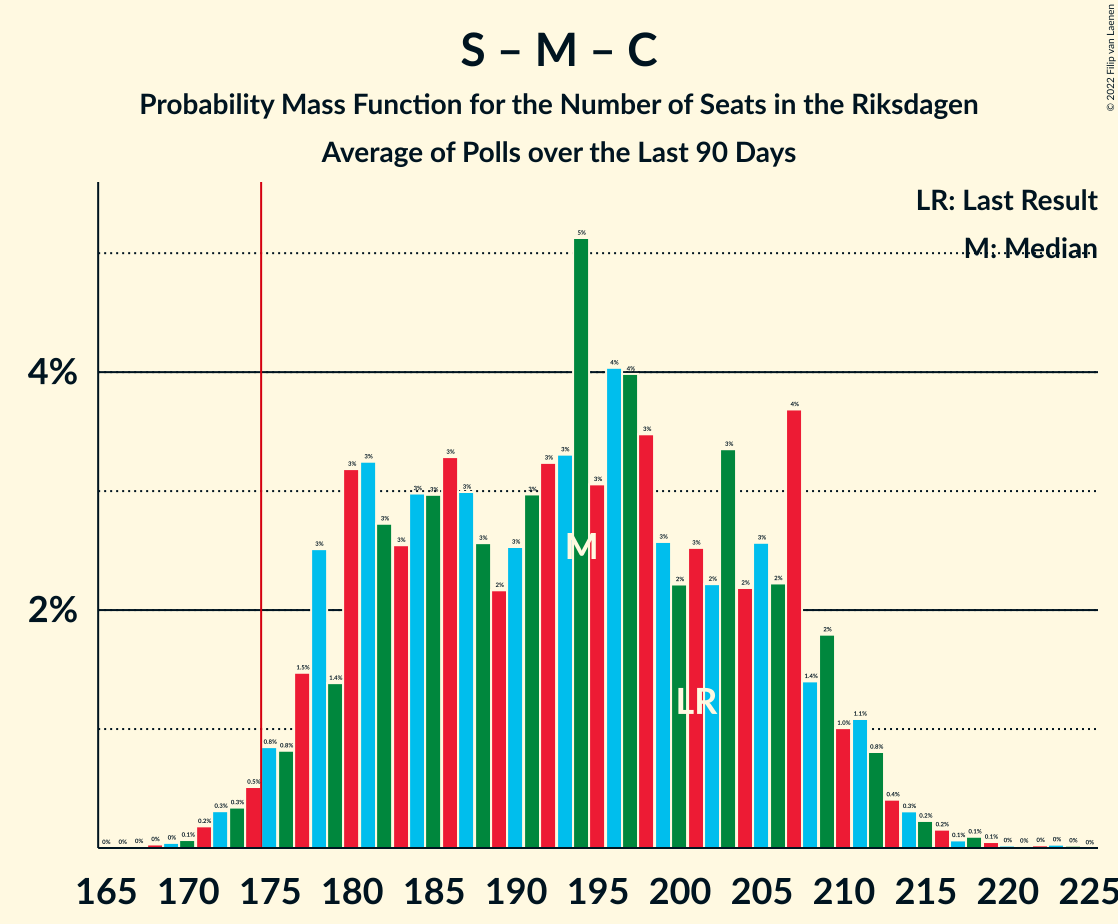 S – M – C
Probability Mass Function for the Number of Seats in the Riksdagen
Average of Polls over the Last 90 Days
© 2022 Filip van Laenen
LR: Last Result
M: Median
4%
2%
0% 0% 0% 0% 0% 0.1% 0.2% 0.3% 0.3% 0.5% 0.8% 0.8% 1.5% 3% 1.4% 3% 3% 3% 3% 3% 3% 3% 3% 3% 2% 3% 3% 3% 3% 5% 3% 4% 4% 3% 3% 2% 3% 2% 3% 2% 3% 2% 4% 1.4% 2% 1.0% 1.1% 0.8% 0.4% 0.3% 0.2% 0.2% 0.1% 0.1% 0.1% 0% 0% 0% 0% 0% 0%
M
LR
165 170 175 180 185 190 195 200 205 210 215 220 225